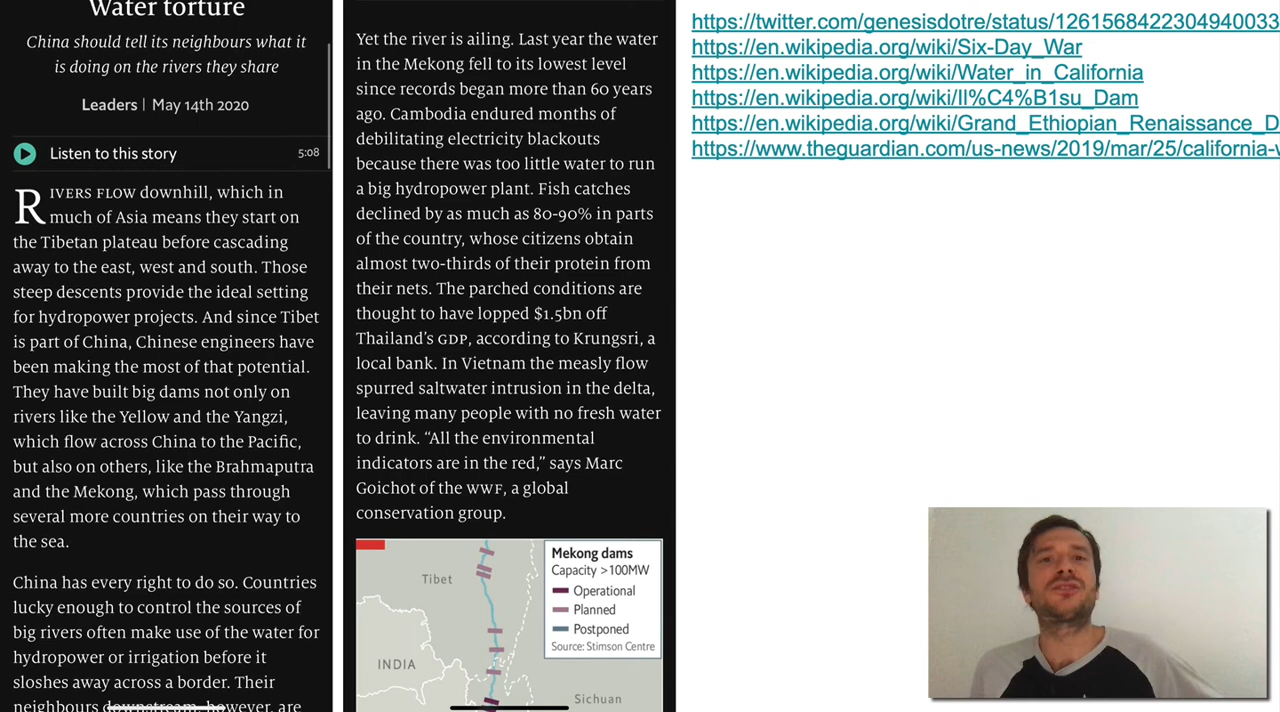 Water torture
China should tell its neighbours what it
is doing on the rivers they share
Leaders | May 14th 2020
Listen to this story 5:08
RIVERS FLOW downhill, which in
much of Asia means they start on
the Tibetan plateau before cascading
away to the east, west and south. Those
steep descents provide the ideal setting
for hydropower projects. And since Tibet
is part of China, Chinese engineers have
been making the most of that potential.
They have built big dams not only on
rivers like the Yellow and the Yangzi,
which flow across China to the Pacific,
but also on others, like the Brahmaputra
and the Mekong, which pass through
several more countries on their way to
the sea.
China has every right to do so. Countries
lucky enough to control the sources of
big rivers often make use of the water for
hydropower or irrigation before it
sloshes away across a border. Their
neighbours downstream, however, are
Yet the river is ailing. Last year the water
in the Mekong fell to its lowest level
since records began more than 60 years
ago. Cambodia endured months of
debilitating electricity blackouts
because there was too little water to run
a big hydropower plant. Fish catches
declined by as much as 80-90% in parts
of the country, whose citizens obtain
almost two-thirds of their protein from
their nets. The parched conditions are
thought to have lopped $1.5bn off
Thailand's GDP, according to Krungsri, a
local bank. In Vietnam the measly flow
spurred saltwater intrusion in the delta,
leaving many people with no fresh water
to drink. “All the environmental
indicators are in the red,” says Marc
Goichot of the WWF, a global
conservation group.
Mekong dams
Capacity >100MW
Operational
Planned
Postponed
Source: Stimson Centre
Tibet
INDIA
Sichuan
https://twitter.com/genesisdotre/status/1261568422304940033
https://en.wikipedia.org/wiki/Six-Day_War
https://en.wikipedia.org/wiki/Water_in_California
https://en.wikipedia.org/wiki/Il%C4%B1su_Dam
https://en.wikipedia.org/wiki/Grand_Ethiopian_Renaissance_D
https://www.theguardian.com/us-news/2019/mar/25/california-w